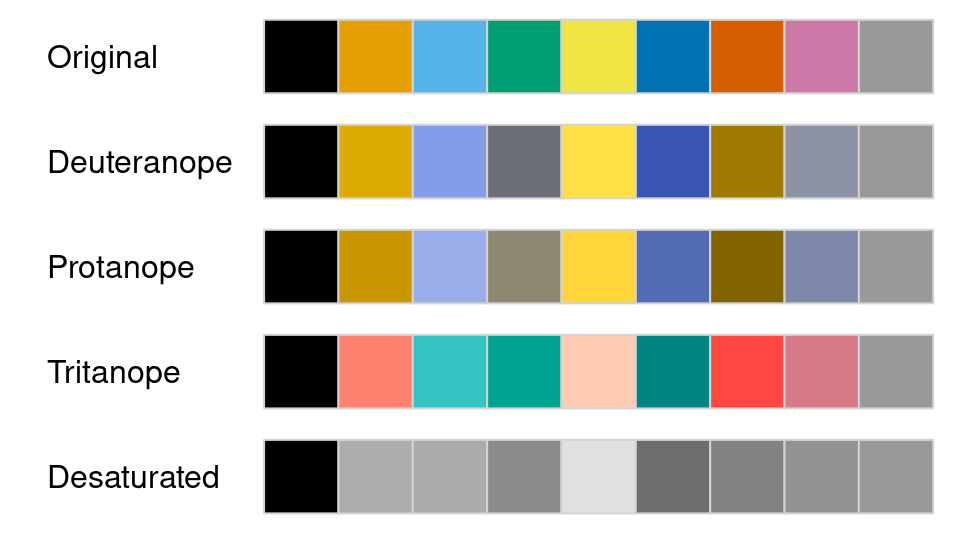 Original
Deuteranope
Protanope
Tritanope
Desaturated